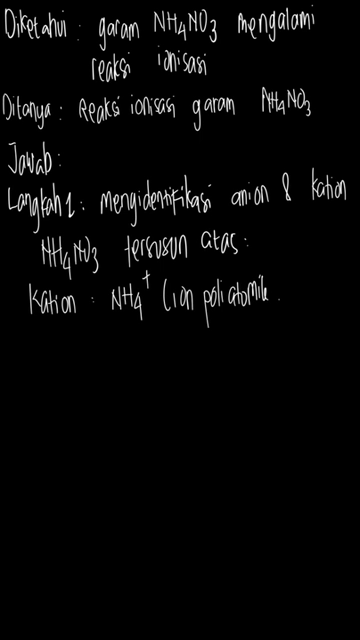 Diketahui : garam NH4NO3 mengalami
reaksi ionisasi
Ditanya : Reaksi ionisasi garam NH4NO3
Jawab :
Langkah 1 : mengidentifikasi anion & kation
NH4NO3 tersusun atas :
Kation : NH4+ (ion poliatomik